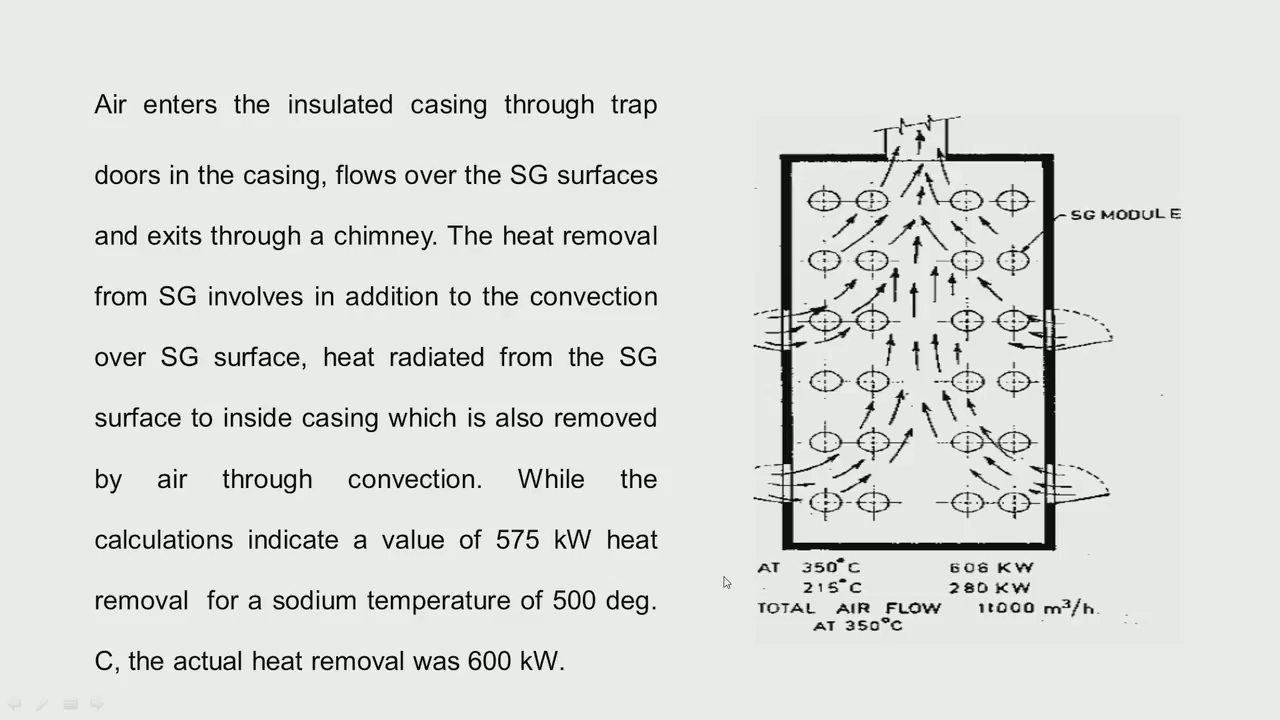 Air enters the insulated casing through trap
doors in the casing, flows over the SG surfaces
and exits through a chimney. The heat removal
from SG involves in addition to the convection
over SG surface, heat radiated from the SG
surface to inside casing which is also removed
by air through convection. While the
calculations indicate a value of 575 kW heat
removal for a sodium temperature of 500 deg.
C, the actual heat removal was 600 kW.
SG MODULE
AT 350°C 606 KW
215°C 280 KW
TOTAL AIR FLOW 11000 m³/h.
AT 350°C